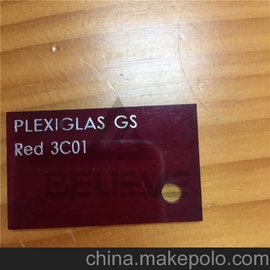 PLEXIGLAS GS
Red 3C01
BELIEVE
china.makepolo.com